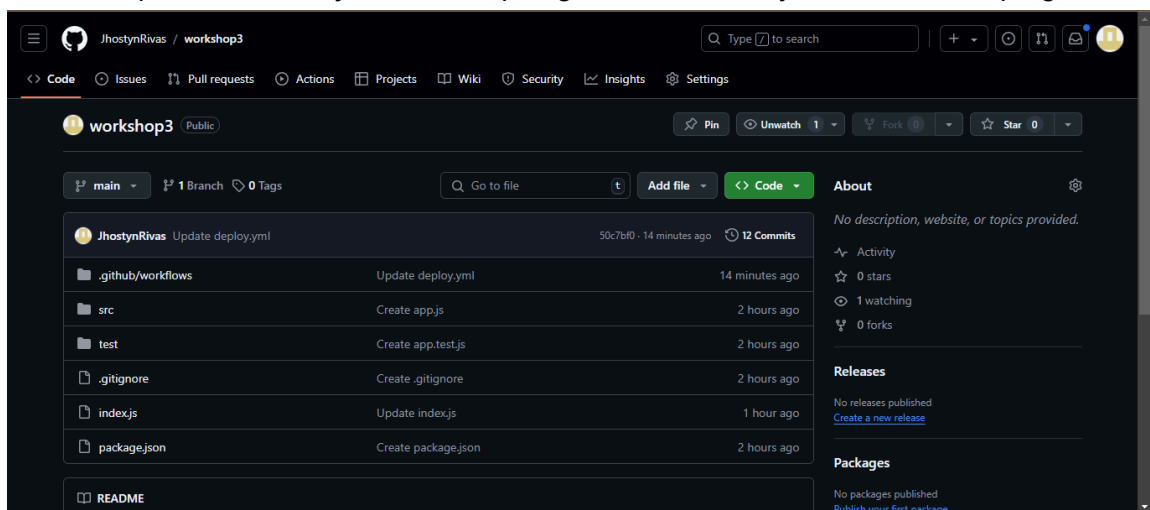 JhostynRivas / workshop3
Type / to search
Code Issues Pull requests Actions Projects Wiki Security Insights Settings
workshop3 Public
Pin Unwatch 1 Fork 0 Star 0
main 1 Branch 0 Tags
Go to file t Add file Code
JhostynRivas Update deploy.yml 50c7bf0 · 14 minutes ago 12 Commits
.github/workflows Update deploy.yml 14 minutes ago
src Create app.js 2 hours ago
test Create app.test.js 2 hours ago
.gitignore Create .gitignore 2 hours ago
index.js Update index.js 1 hour ago
package.json Create package.json 2 hours ago
README
About
No description, website, or topics provided.
Activity
0 stars
1 watching
0 forks
Releases
No releases published
Create a new release
Packages
No packages published
Publish your first package